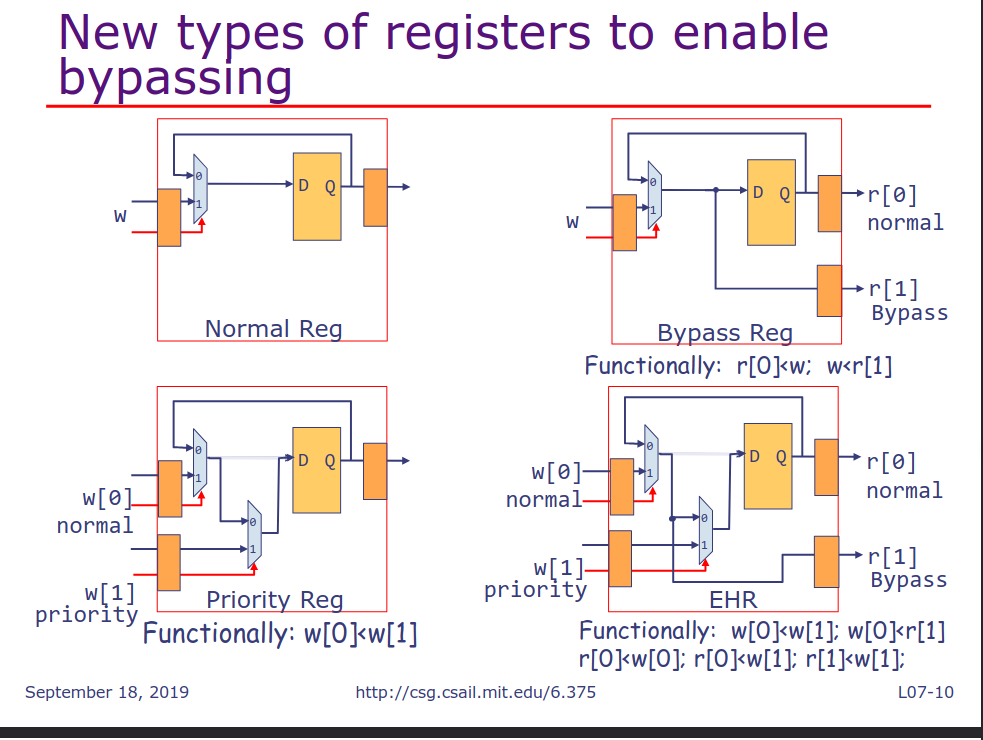 New types of registers to enable
bypassing
0
1
D Q
w
Normal Reg
0
1
D Q
w
r[0]
normal
r[1]
Bypass
Bypass Reg
Functionally: r[0]<w; w<r[1]
0
1
D Q
w[0]
normal
0
1
w[1]
priority
Priority Reg
Functionally: w[0]<w[1]
0
1
D Q
w[0]
normal
r[0]
normal
0
1
w[1]
priority
r[1]
Bypass
EHR
Functionally: w[0]<w[1]; w[0]<r[1]
r[0]<w[0]; r[0]<w[1]; r[1]<w[1];
September 18, 2019
http://csg.csail.mit.edu/6.375
L07-10